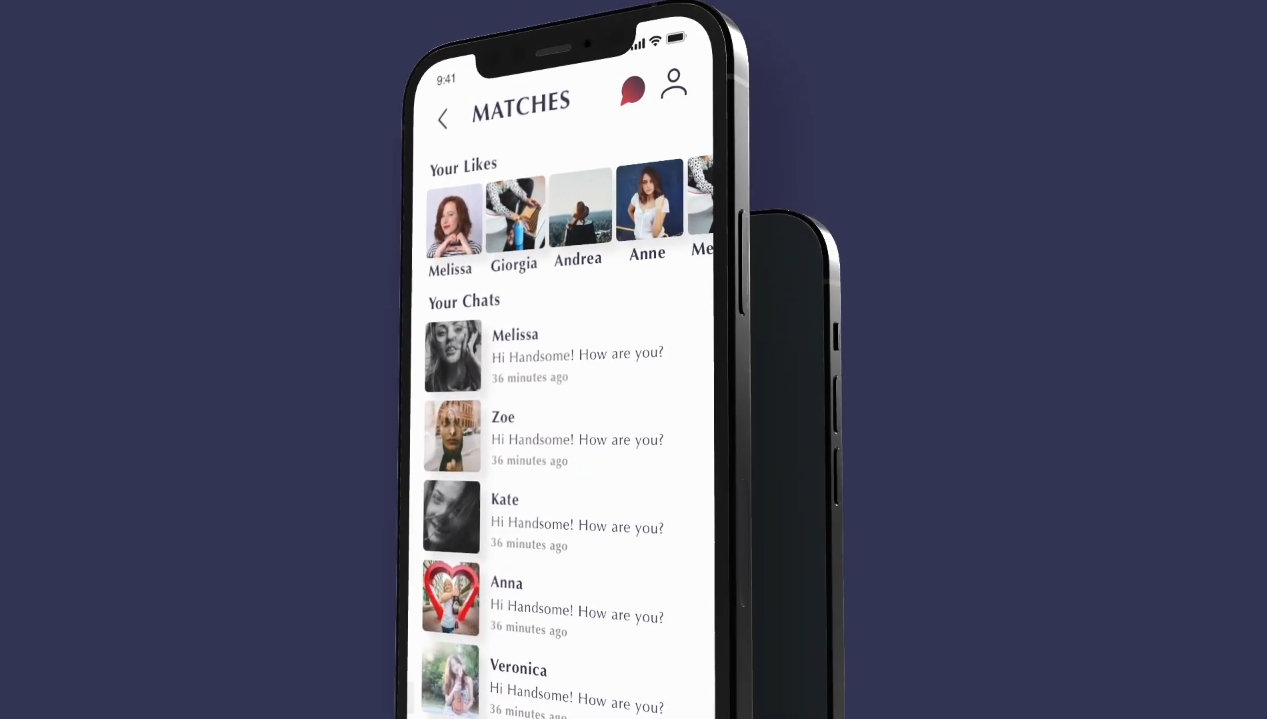 9:41
MATCHES
Your Likes
Melissa Giorgia Andrea Anne Me
Your Chats
Melissa
Hi Handsome! How are you?
36 minutes ago
Zoe
Hi Handsome! How are you?
36 minutes ago
Kate
Hi Handsome! How are you?
36 minutes ago
Anna
Hi Handsome! How are you?
36 minutes ago
Veronica
Hi Handsome! How are you?
36 minutes ago